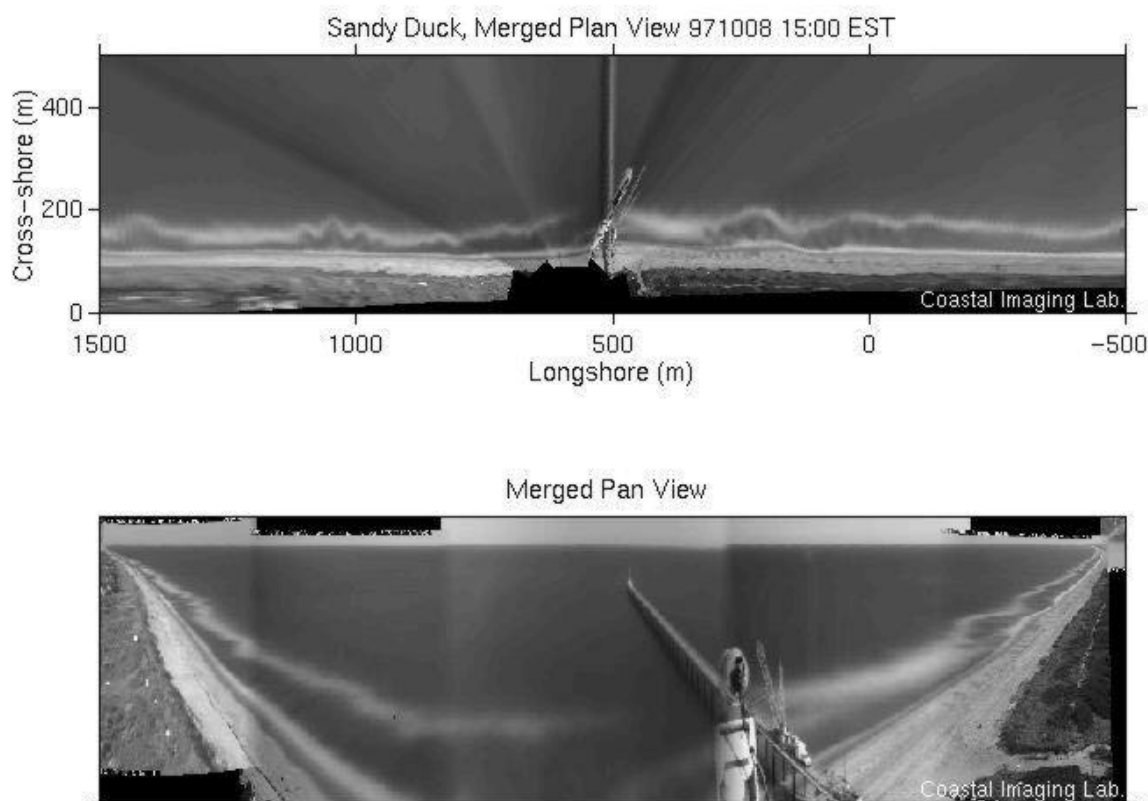 Sandy Duck, Merged Plan View 971008 15:00 EST
Cross-shore (m)
400
200
0
Coastal Imaging Lab.
1500 1000 500 0 -500
Longshore (m)
Merged Pan View
Coastal Imaging Lab.